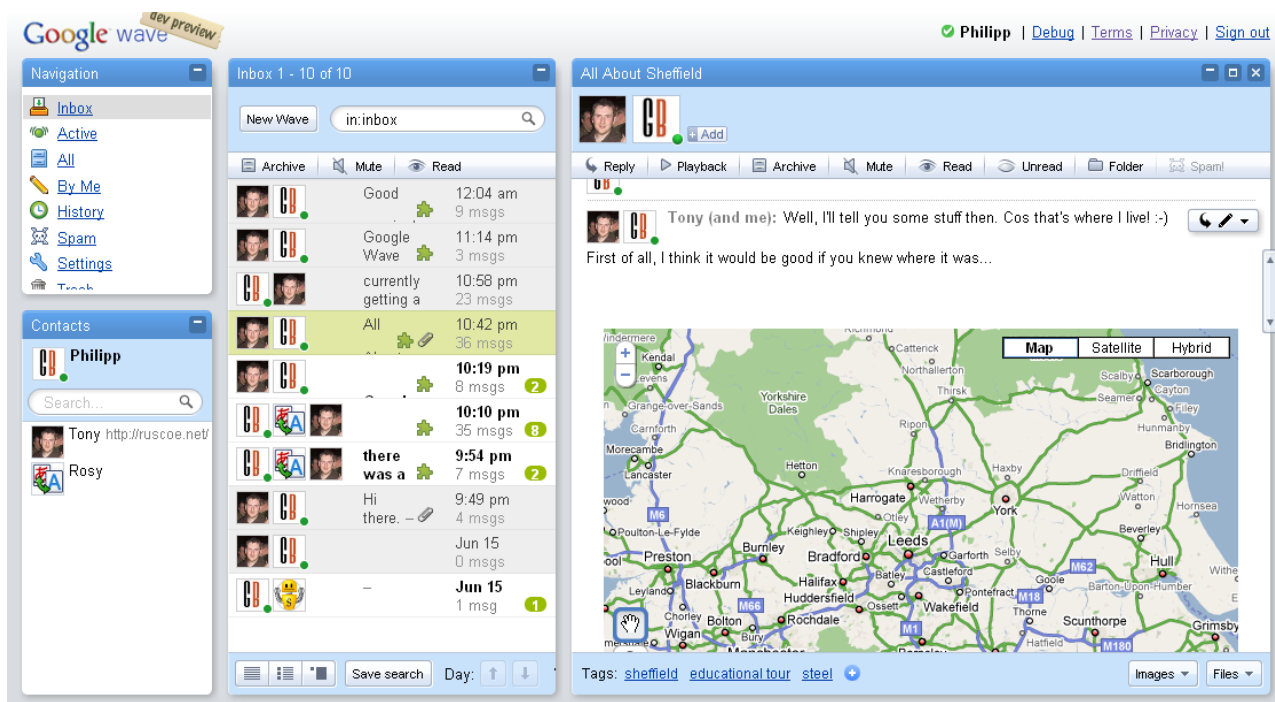 Google wave dev preview
Philipp | Debug | Terms | Privacy | Sign out
Navigation
Inbox
Active
All
By Me
History
Spam
Settings
Trash
Contacts
Philipp
Search...
Tony http://ruscoe.net/
Rosy
Inbox 1 - 10 of 10
New Wave in:inbox
Archive Mute Read
Good 12:04 am
9 msgs
Google 11:14 pm
Wave 3 msgs
currently 10:58 pm
getting a 23 msgs
All 10:42 pm
36 msgs
10:19 pm
8 msgs 2
10:10 pm
35 msgs 8
there 9:54 pm
was a 7 msgs 2
Hi 9:49 pm
there. – 4 msgs
Jun 15
0 msgs
– Jun 15
1 msg 1
Save search Day:
All About Sheffield
Add
Reply Playback Archive Mute Read Unread Folder Spam!
Tony (and me): Well, I'll tell you some stuff then. Cos that's where I live! :-)
First of all, I think it would be good if you knew where it was...
Map Satellite Hybrid
Kendal
Catterick
Northallerton
Scalby
Scarborough
Grange-over-Sands
Yorkshire
Dales
Thirsk
Seamer
Cayton
Filey
Carnforth
Ripon
Hunmanby
Morecambe
Bridlington
Lancaster
Hetton
Knaresborough
Haxby
Driffield
Harrogate
Wetherby
York
Watton
Hornsea
M6
Otley
A1(M)
Poulton-Le-Fylde
Keighley
Shipley
Leeds
Beverley
Preston
Burnley
Bradford
Garforth
Selby
M62
Hull
Blackburn
Halifax
Batley
Castleford
Goole
Barton-Upon-Humber
Leyland
Huddersfield
Pontefract
M18
M66
Ossett
Wakefield
Thorne
Scunthorpe
Chorley
Bolton
Rochdale
M1
Grimsby
Wigan
Bury
Hatfield
M180
Manchester
Barnsley
Tags: sheffield educational tour steel
Images Files